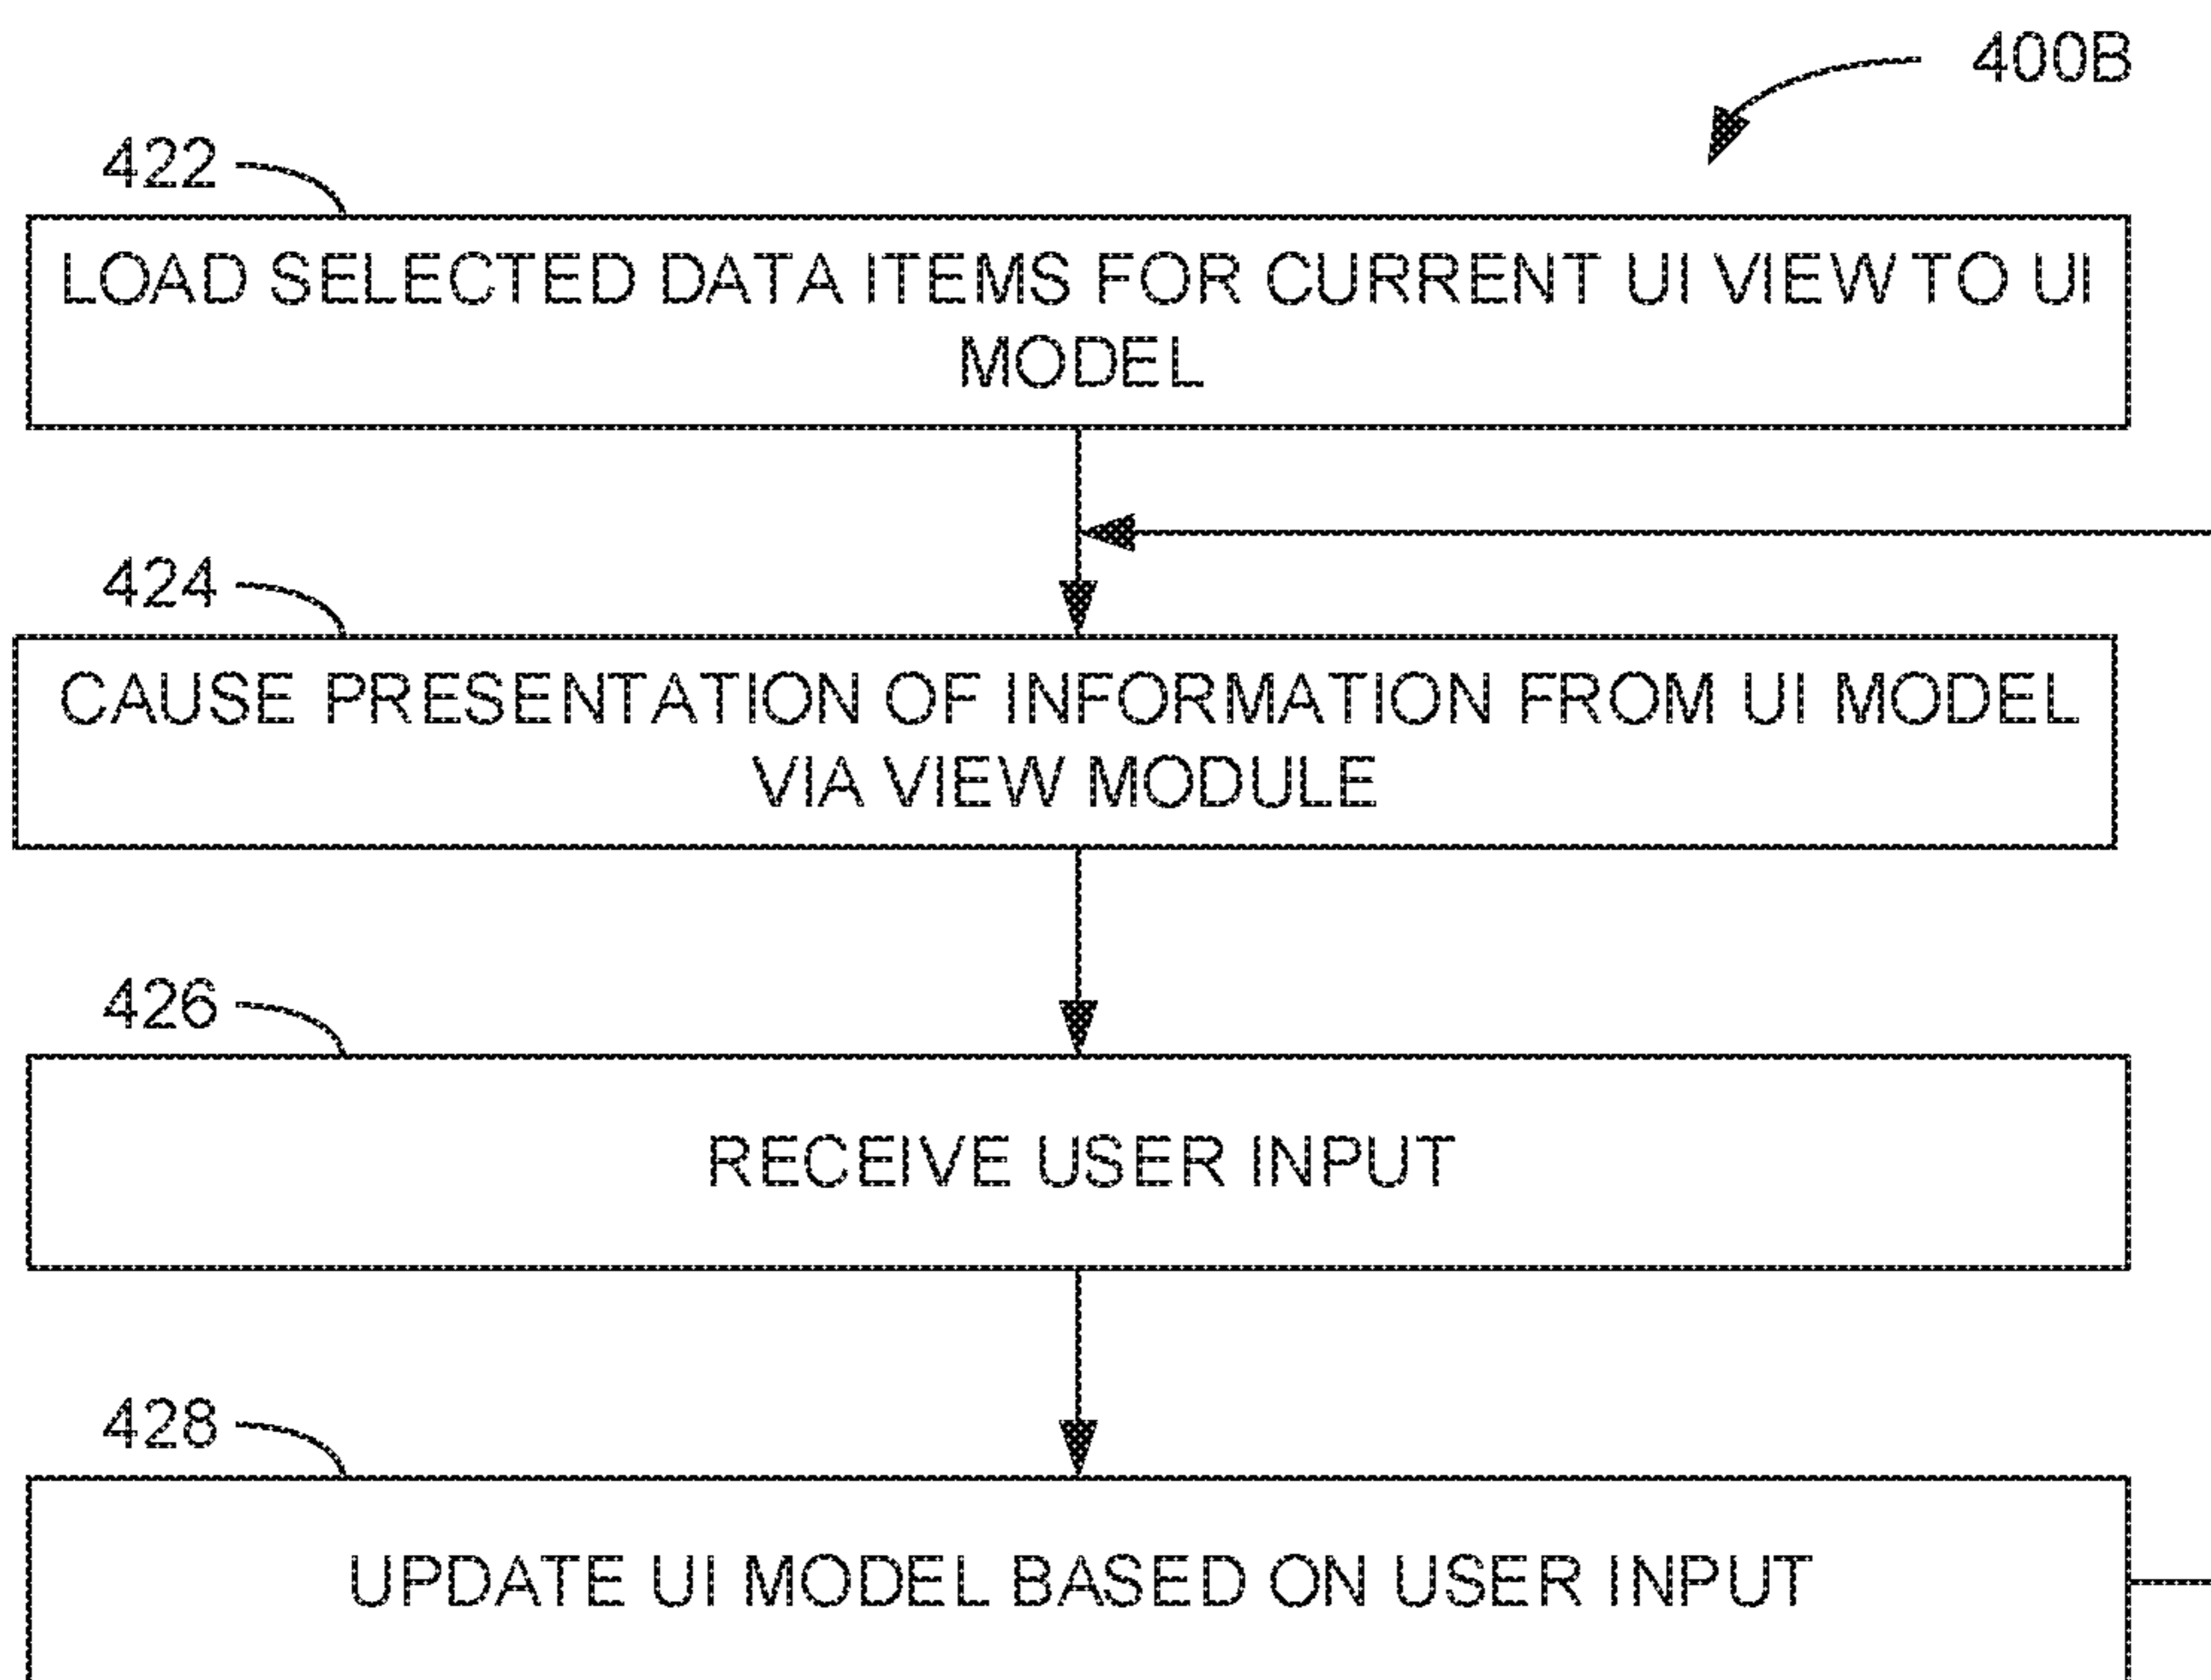 400B
422
LOAD SELECTED DATA ITEMS FOR CURRENT UI VIEW TO UI
MODEL
424
CAUSE PRESENTATION OF INFORMATION FROM UI MODEL
VIA VIEW MODULE
426
RECEIVE USER INPUT
428
UPDATE UI MODEL BASED ON USER INPUT